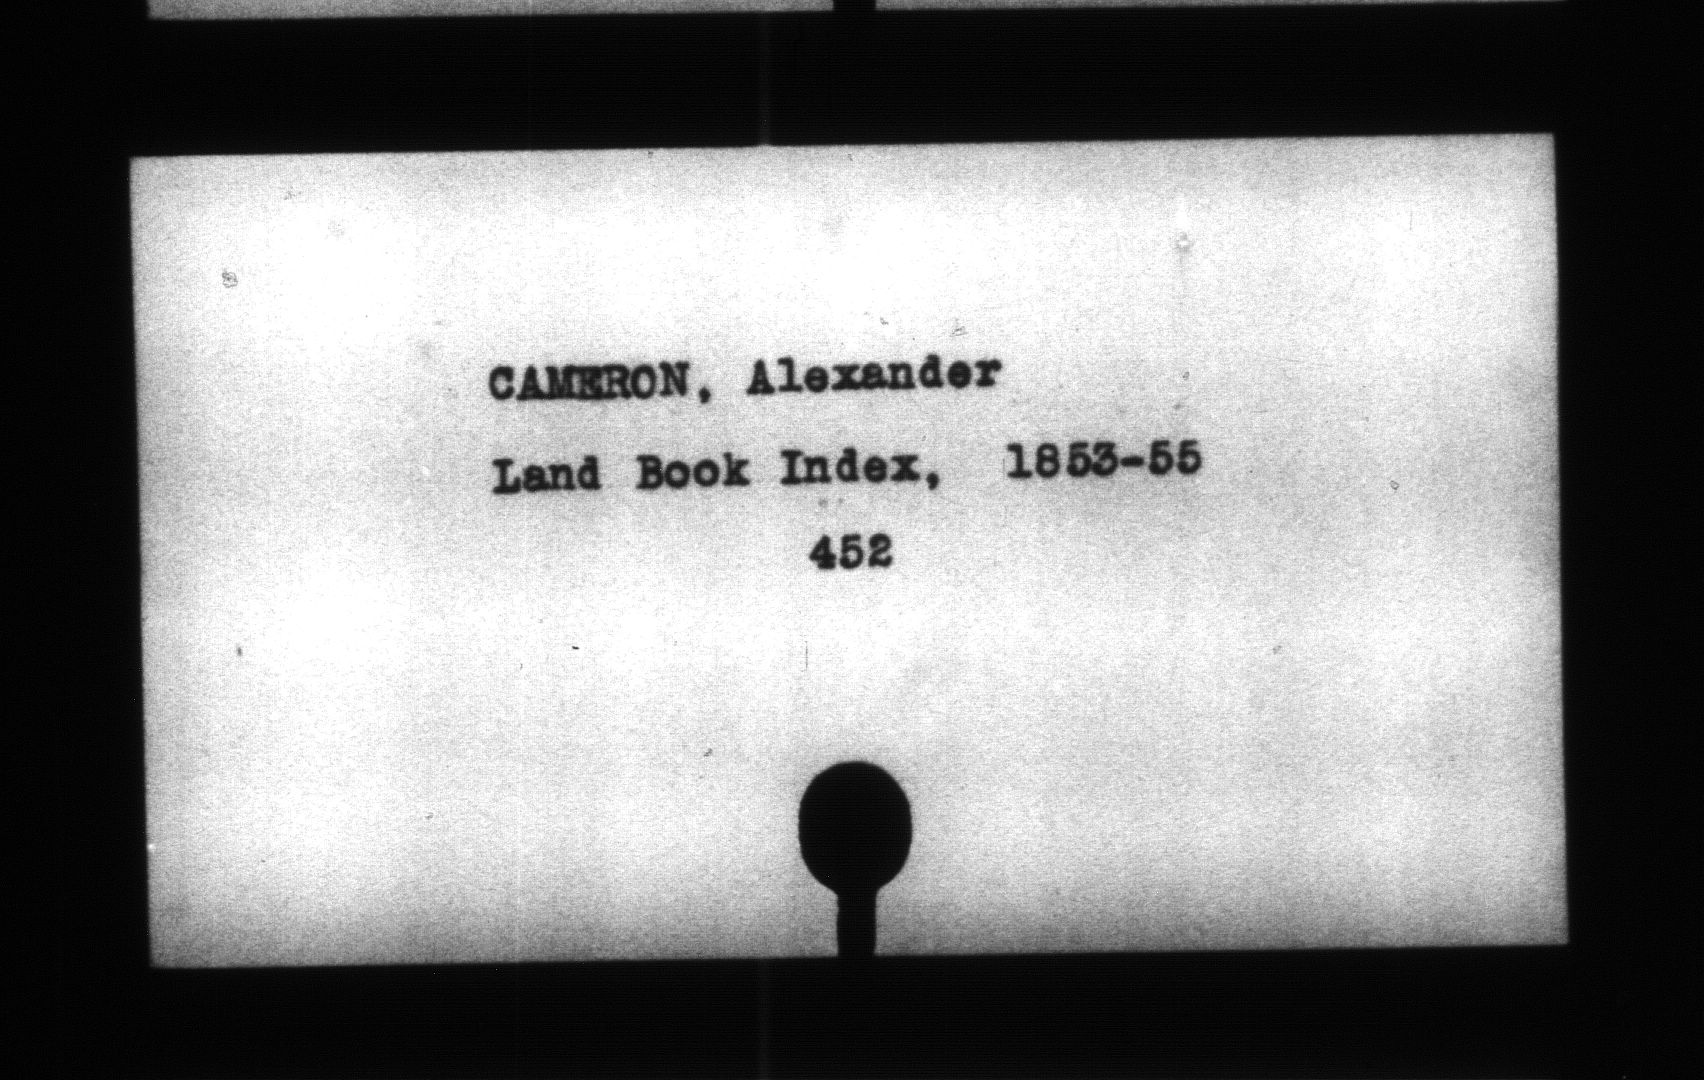 CAMERON, Alexander
Land Book Index, 1853-55
452